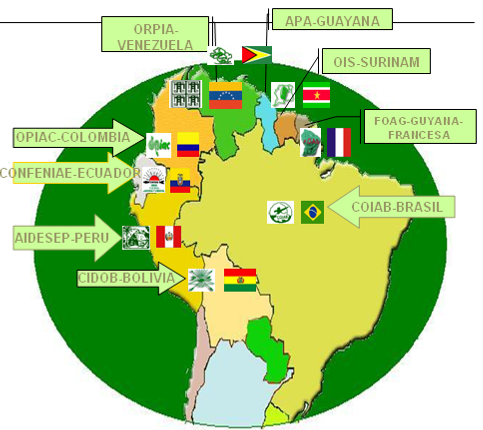 ORPIA-
VENEZUELA
APA-GUAYANA
OIS-SURINAM
FOAG-GUYANA-
FRANCESA
OPIAC-COLOMBIA
opiac
CONFENIAE-ECUADOR
COIAB-BRASIL
AIDESEP-PERU
CIDOB-BOLIVIA